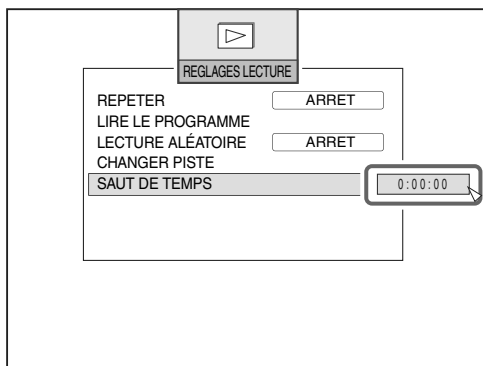 REGLAGES LECTURE
REPETER ARRET
LIRE LE PROGRAMME
LECTURE ALÉATOIRE ARRET
CHANGER PISTE
SAUT DE TEMPS 0:00:00